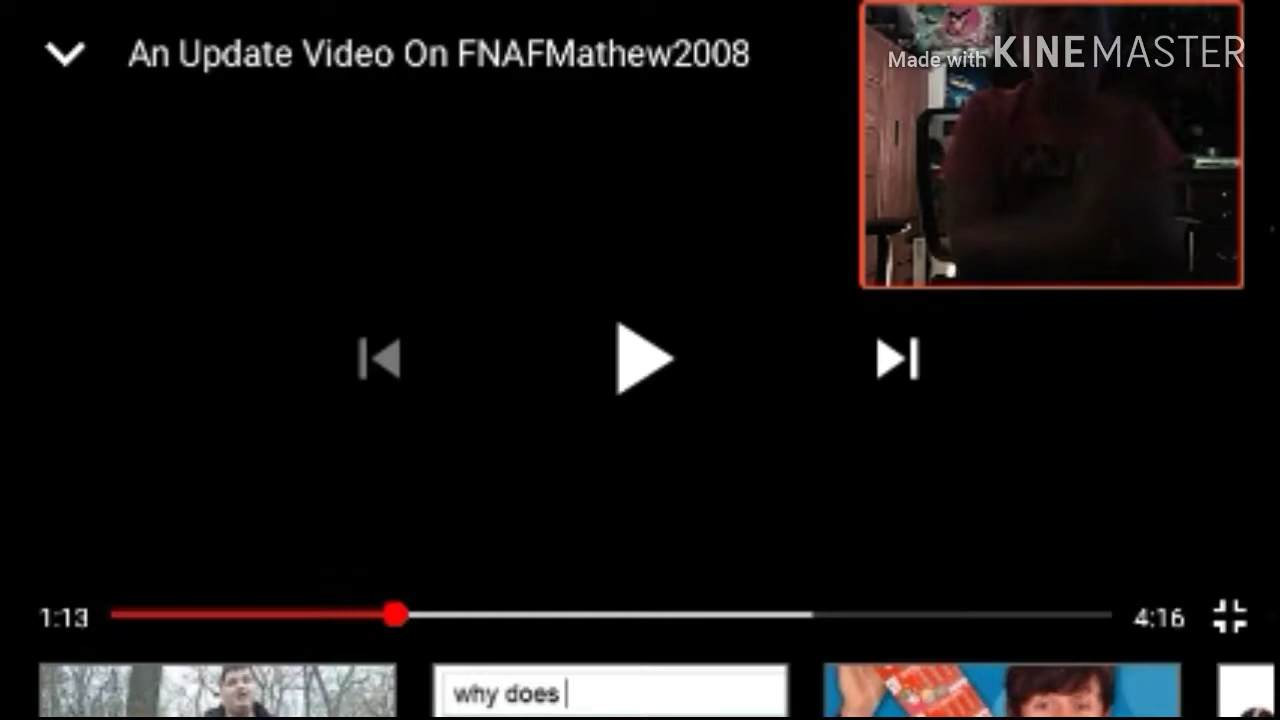 An Update Video On FNAFMathew2008
Made with KINEMASTER
1:13
4:16
why does